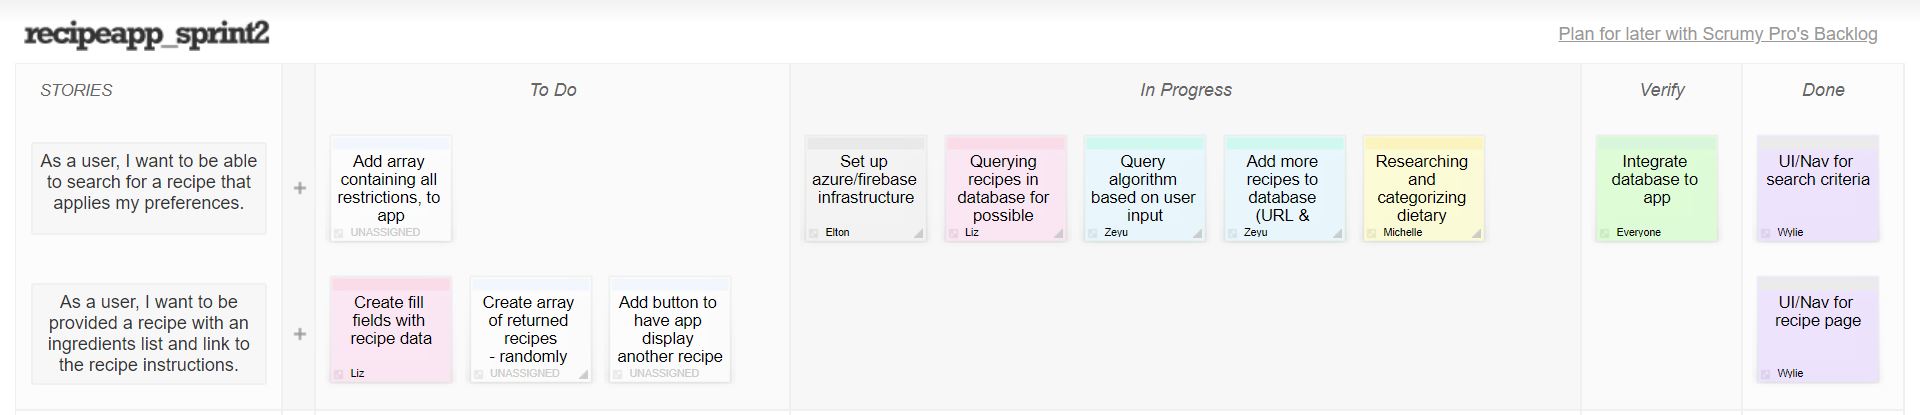 recipeapp_sprint2
Plan for later with Scrumy Pro's Backlog
STORIES
To Do
In Progress
Verify
Done
As a user, I want to be able
to search for a recipe that
applies my preferences.
+
Add array
containing all
restrictions, to
app
UNASSIGNED
Set up
azure/firebase
infrastructure
Elton
Querying
recipes in
database for
possible
Liz
Query
algorithm
based on user
input
Zeyu
Add more
recipes to
database
(URL &
Zeyu
Researching
and
categorizing
dietary
Michelle
Integrate
database to
app
Everyone
UI/Nav for
search criteria
Wylie
As a user, I want to be
provided a recipe with an
ingredients list and link to
the recipe instructions.
+
Create fill
fields with
recipe data
Liz
Create array
of returned
recipes
- randomly
UNASSIGNED
Add button to
have app
display
another recipe
UNASSIGNED
UI/Nav for
recipe page
Wylie